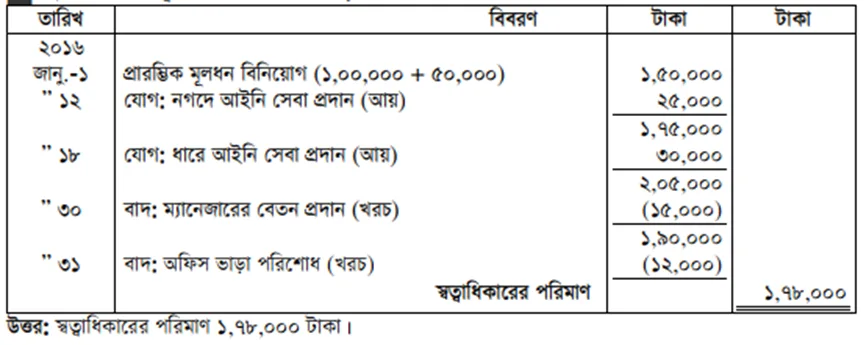 তারিখ বিবরণ টাকা টাকা
২০১৬
জানু.-১ প্রারম্ভিক মূলধন বিনিয়োগ (১,০০,০০০ + ৫০,০০০) ১,৫০,০০০
” ১২ যোগ: নগদে আইনি সেবা প্রদান (আয়) ২৫,০০০
১,৭৫,০০০
” ১৮ যোগ: ধারে আইনি সেবা প্রদান (আয়) ৩০,০০০
২,০৫,০০০
” ৩০ বাদ: ম্যানেজারের বেতন প্রদান (খরচ) (১৫,০০০)
১,৯০,০০০
” ৩১ বাদ: অফিস ভাড়া পরিশোধ (খরচ) (১২,০০০)
স্বত্বাধিকারের পরিমাণ ১,৭৮,০০০
উত্তর: স্বত্বাধিকারের পরিমাণ ১,৭৮,০০০ টাকা।